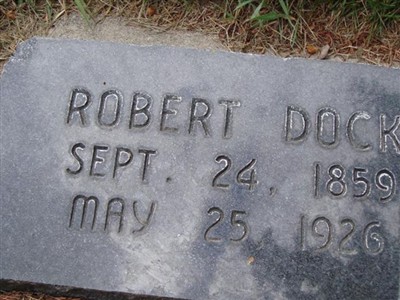 ROBERT DOCK
SEPT. 24, 1859
MAY 25, 1926